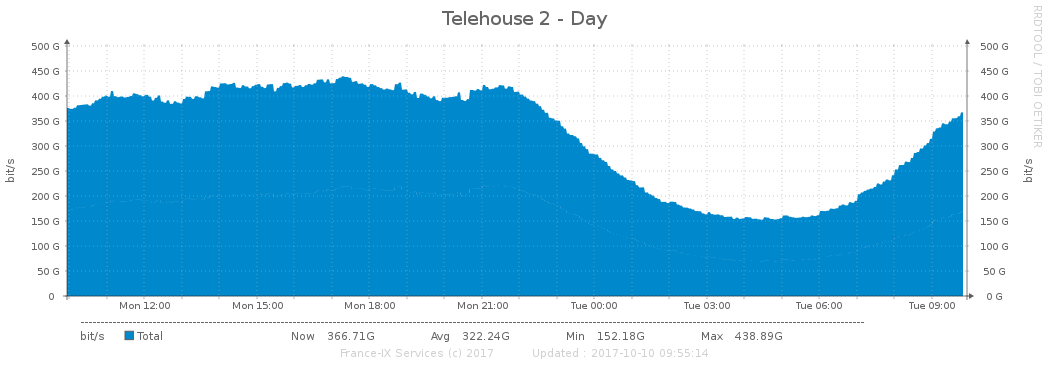 Telehouse 2 - Day
RRDTOOL / TOBI OETIKER
bit/s
500 G 500 G
450 G 450 G
400 G 400 G
350 G 350 G
300 G 300 G
250 G 250 G
200 G 200 G
150 G 150 G
100 G 100 G
50 G 50 G
0 0 G
bit/s
Mon 12:00 Mon 15:00 Mon 18:00 Mon 21:00 Tue 00:00 Tue 03:00 Tue 06:00 Tue 09:00
bit/s Total Now 366.71G Avg 322.24G Min 152.18G Max 438.89G
France-IX Services (c) 2017 Updated : 2017-10-10 09:55:14